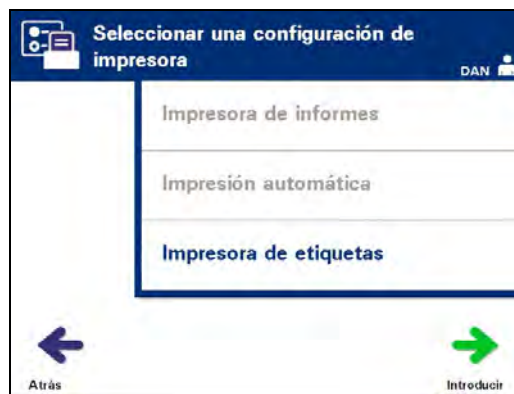 Seleccionar una configuración de
impresora
DAN
Impresora de informes
Impresión automática
Impresora de etiquetas
Atrás
Introducir